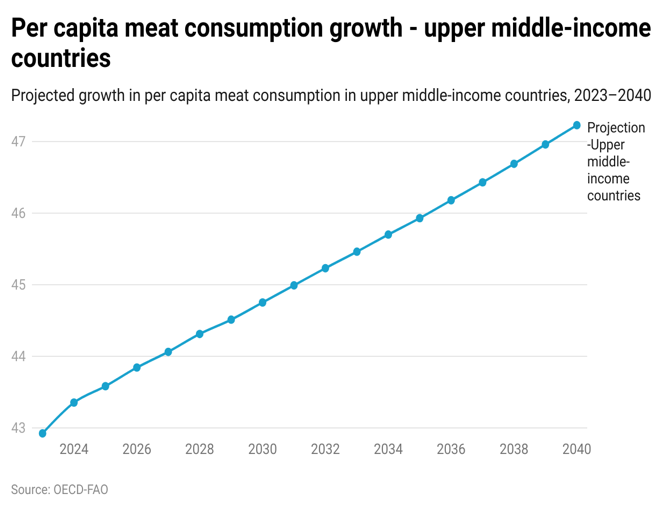 Per capita meat consumption growth - upper middle-income
countries
Projected growth in per capita meat consumption in upper middle-income countries, 2023–2040
47
46
45
44
43
Projection
-Upper
middle-
income
countries
2024 2026 2028 2030 2032 2034 2036 2038 2040
Source: OECD-FAO